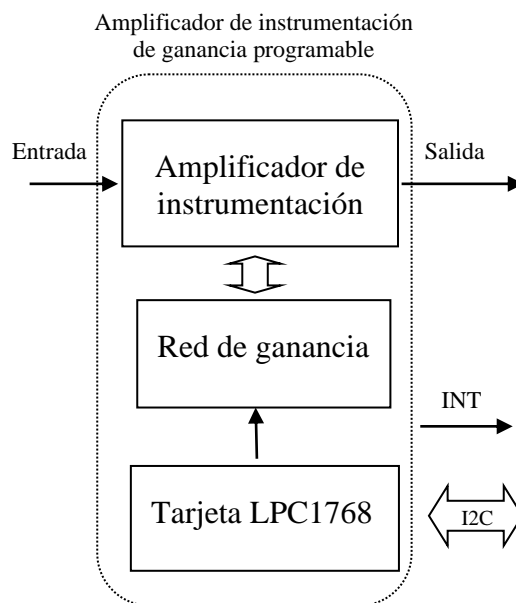 Amplificador de instrumentación
de ganancia programable
Entrada
Amplificador de
instrumentación
Salida
Red de ganancia
INT
Tarjeta LPC1768
I2C